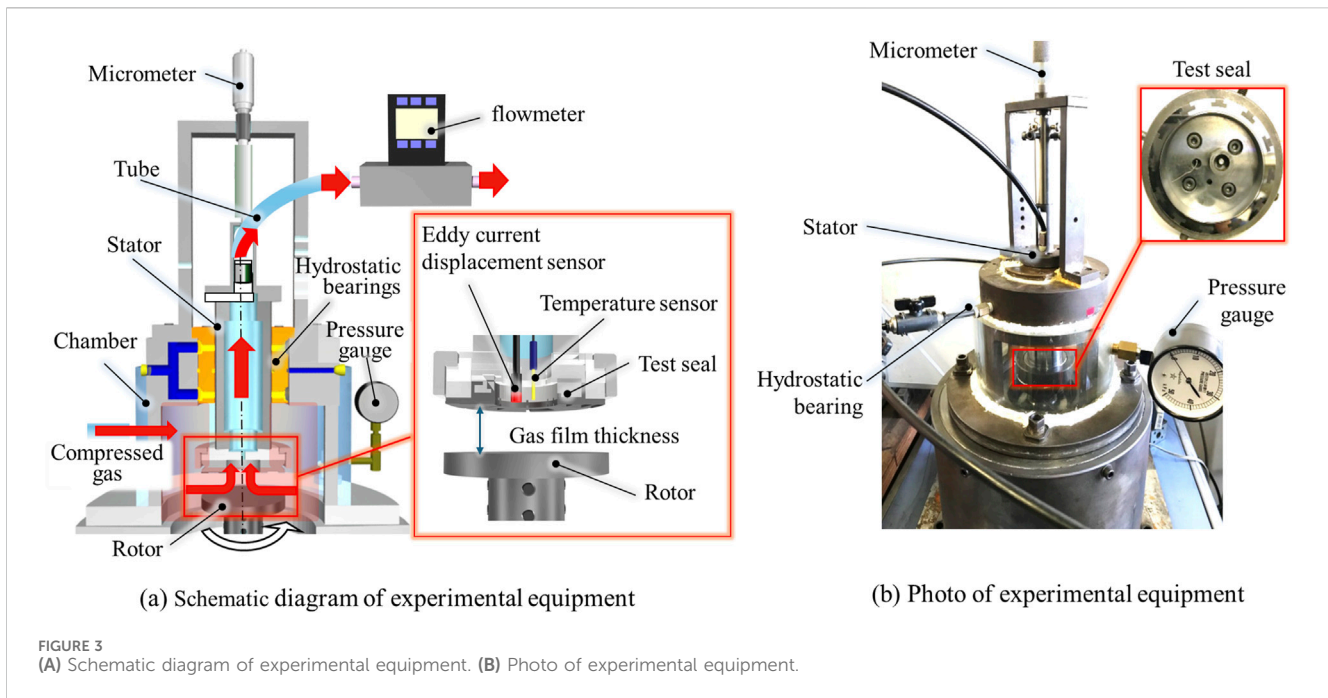 Micrometer
flowmeter
Tube
Stator
Hydrostatic
bearings
Pressure
gauge
Chamber
Compressed
gas
Rotor
Eddy current
displacement sensor
Temperature sensor
Test seal
Gas film thickness
Rotor
(a) Schematic diagram of experimental equipment
Micrometer
Test seal
Stator
Pressure
gauge
Hydrostatic
bearing
(b) Photo of experimental equipment
FIGURE 3
(A) Schematic diagram of experimental equipment. (B) Photo of experimental equipment.